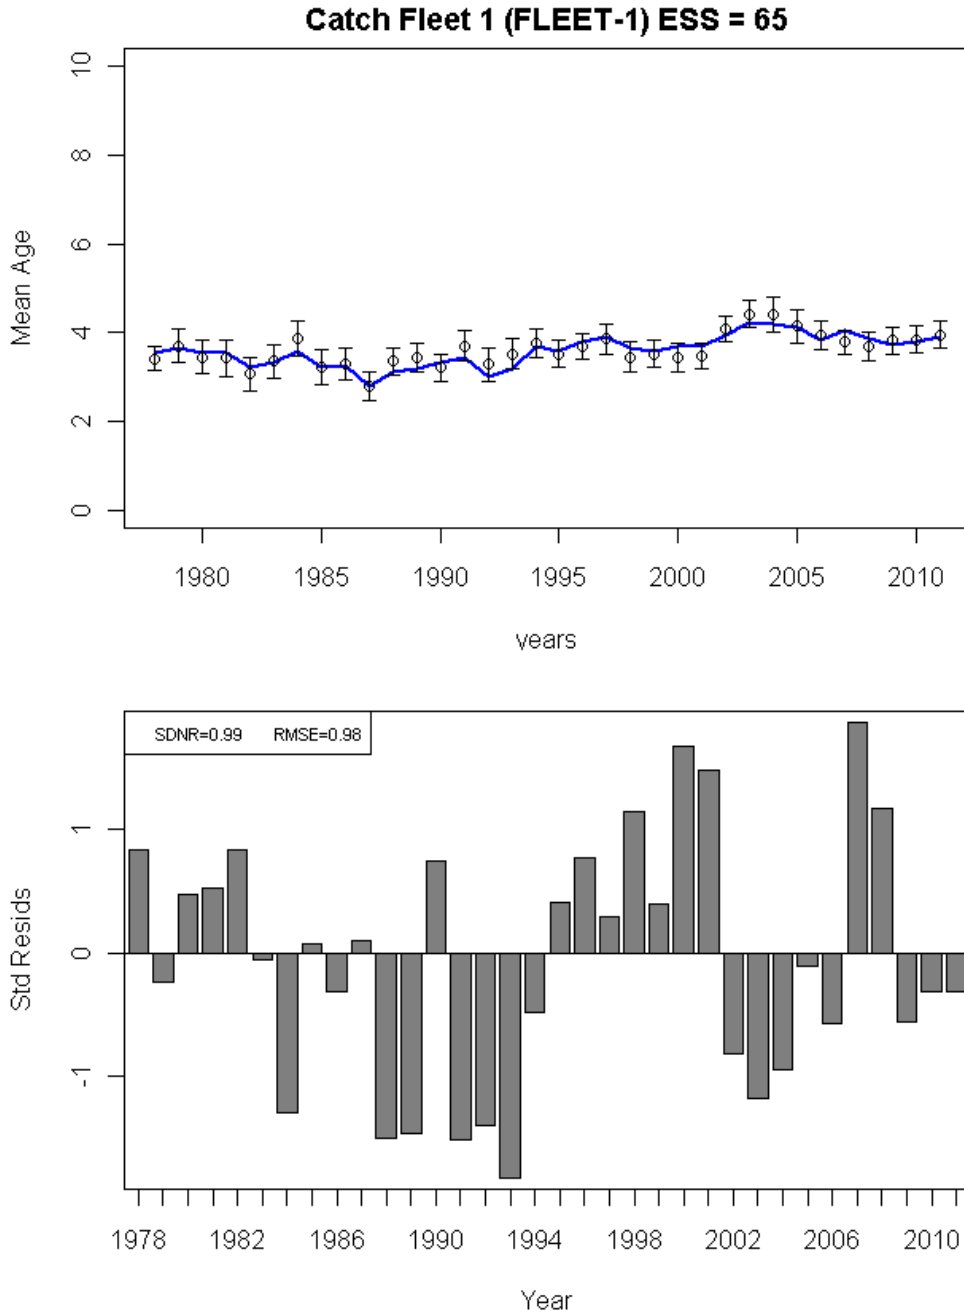 Catch Fleet 1 (FLEET-1) ESS = 65
10
8
6
4
2
0
Mean Age
1980 1985 1990 1995 2000 2005 2010
years
SDNR=0.99 RMSE=0.98
1
0
-1
Std Resids
1978 1982 1986 1990 1994 1998 2002 2006 2010
Year